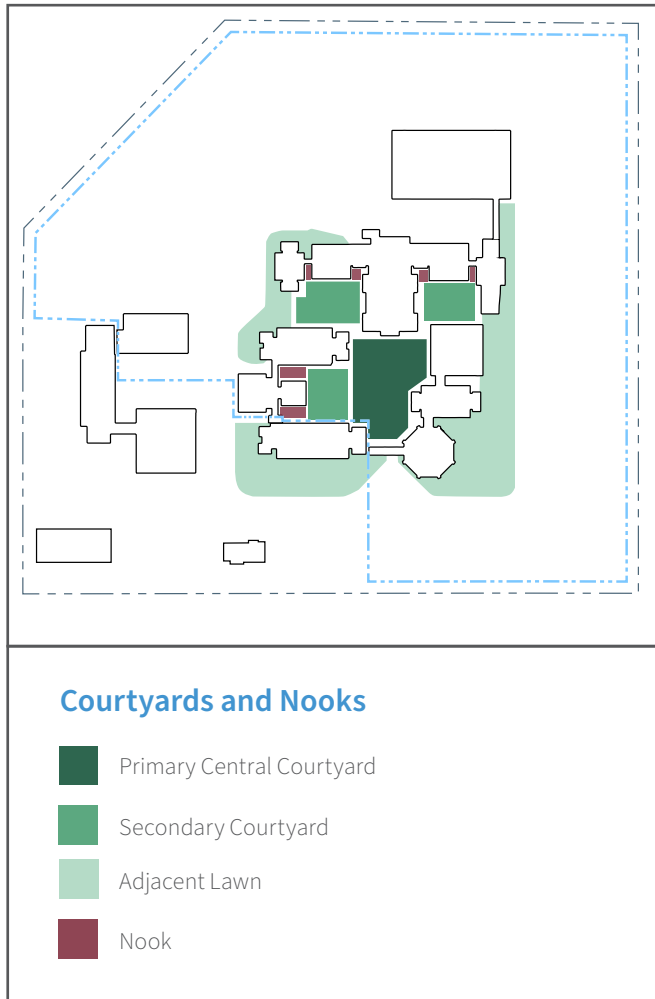 Courtyards and Nooks
Primary Central Courtyard
Secondary Courtyard
Adjacent Lawn
Nook